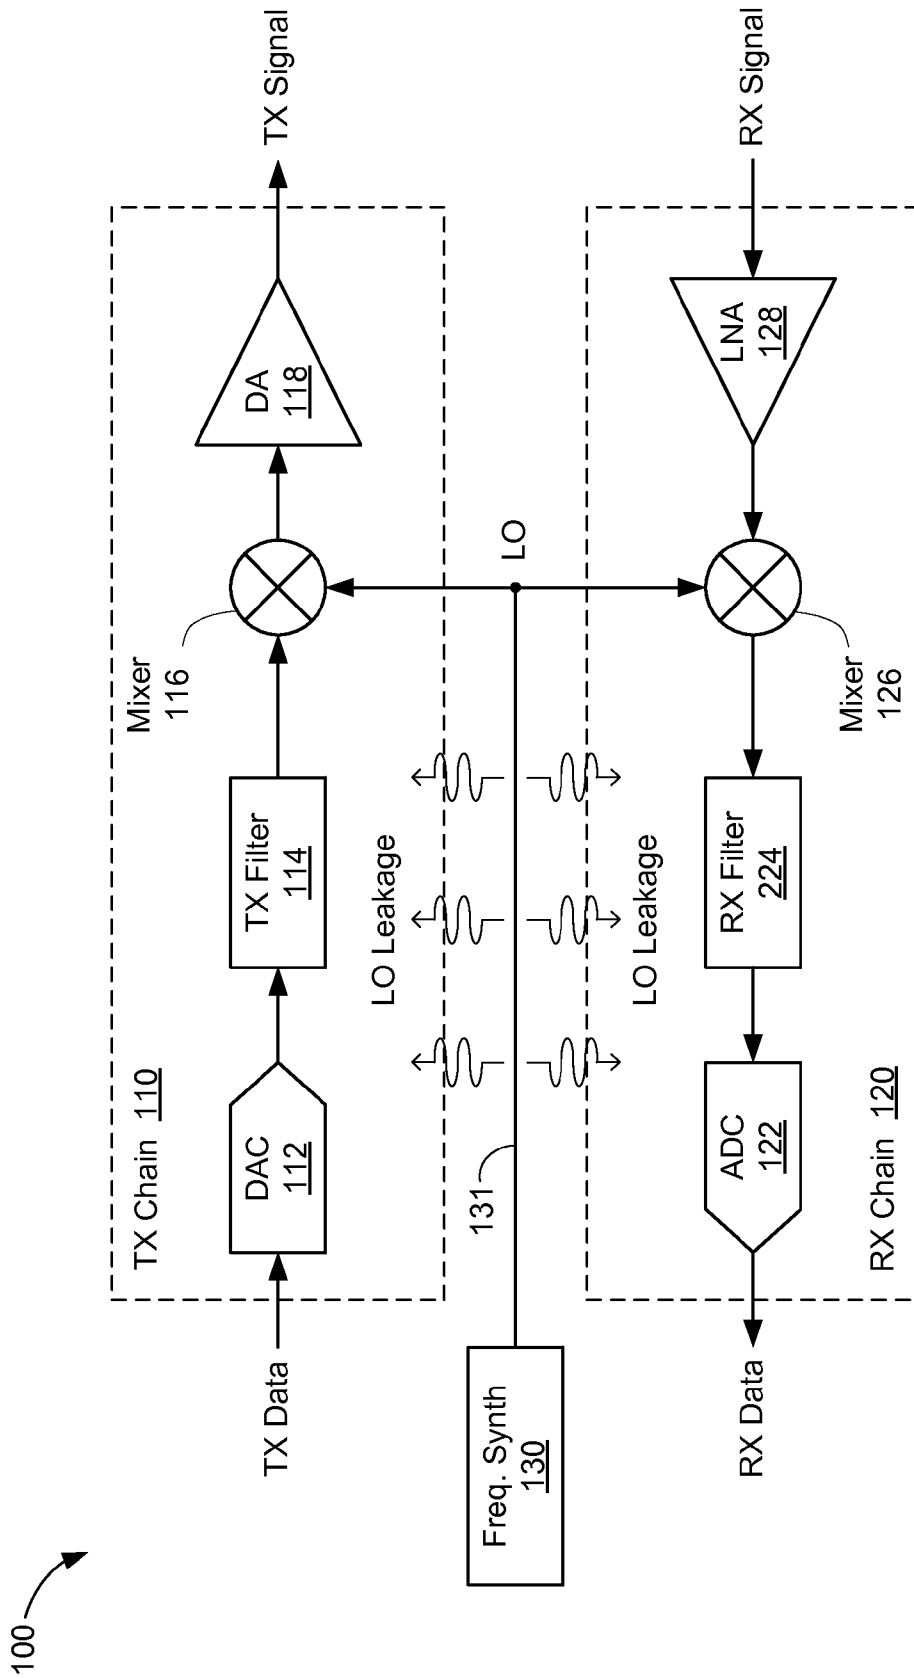 100
TX Chain 110
TX Data
DAC
112
TX Filter
114
Mixer
116
DA
118
TX Signal
LO Leakage
Freq. Synth
130
131
LO
LO Leakage
RX Data
ADC
122
RX Filter
224
Mixer
126
LNA
128
RX Signal
RX Chain 120